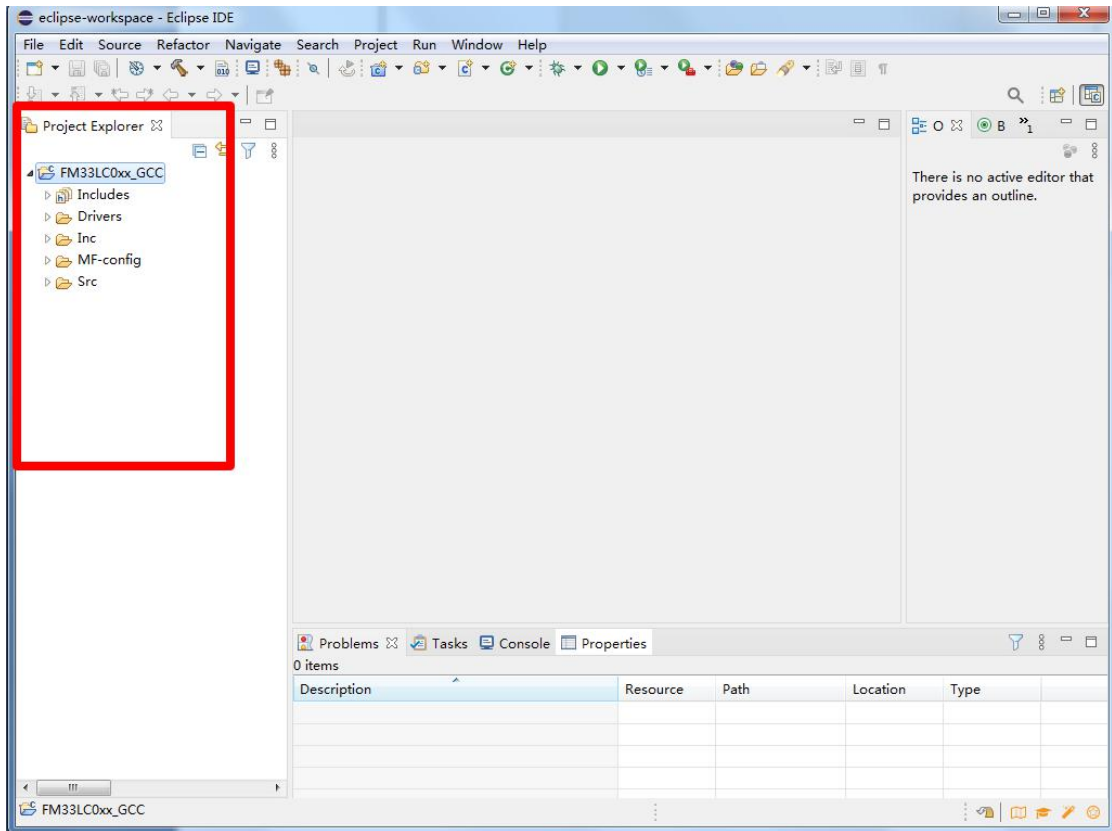 eclipse-workspace - Eclipse IDE
File Edit Source Refactor Navigate Search Project Run Window Help
Project Explorer
FM33LC0xx_GCC
Includes
Drivers
Inc
MF-config
Src
O B 1
There is no active editor that
provides an outline.
Problems Tasks Console Properties
0 items
Description Resource Path Location Type
FM33LC0xx_GCC